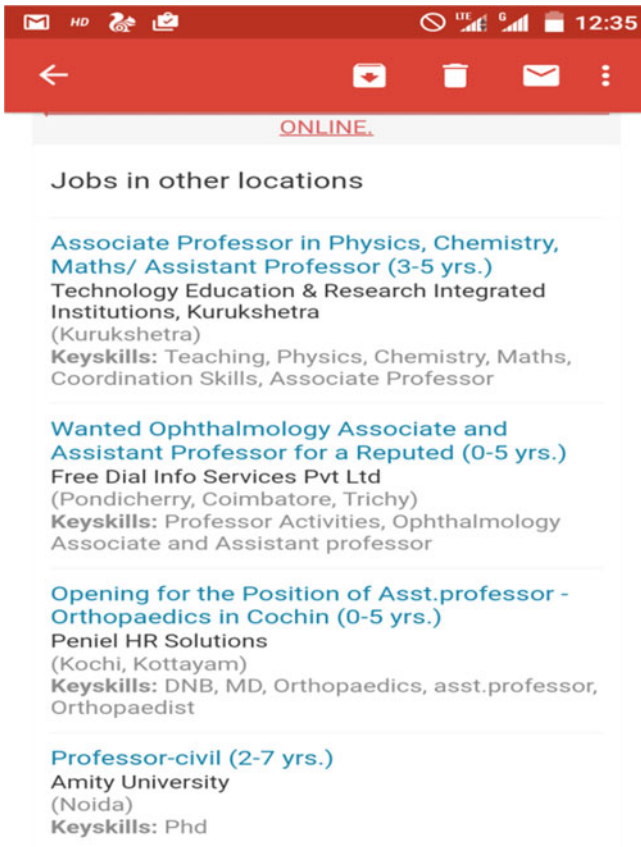 HD LTE G 12:35
ONLINE.
Jobs in other locations
Associate Professor in Physics, Chemistry,
Maths/ Assistant Professor (3-5 yrs.)
Technology Education & Research Integrated
Institutions, Kurukshetra
(Kurukshetra)
Keyskills: Teaching, Physics, Chemistry, Maths,
Coordination Skills, Associate Professor
Wanted Ophthalmology Associate and
Assistant Professor for a Reputed (0-5 yrs.)
Free Dial Info Services Pvt Ltd
(Pondicherry, Coimbatore, Trichy)
Keyskills: Professor Activities, Ophthalmology
Associate and Assistant professor
Opening for the Position of Asst.professor -
Orthopaedics in Cochin (0-5 yrs.)
Peniel HR Solutions
(Kochi, Kottayam)
Keyskills: DNB, MD, Orthopaedics, asst.professor,
Orthopaedist
Professor-civil (2-7 yrs.)
Amity University
(Noida)
Keyskills: Phd